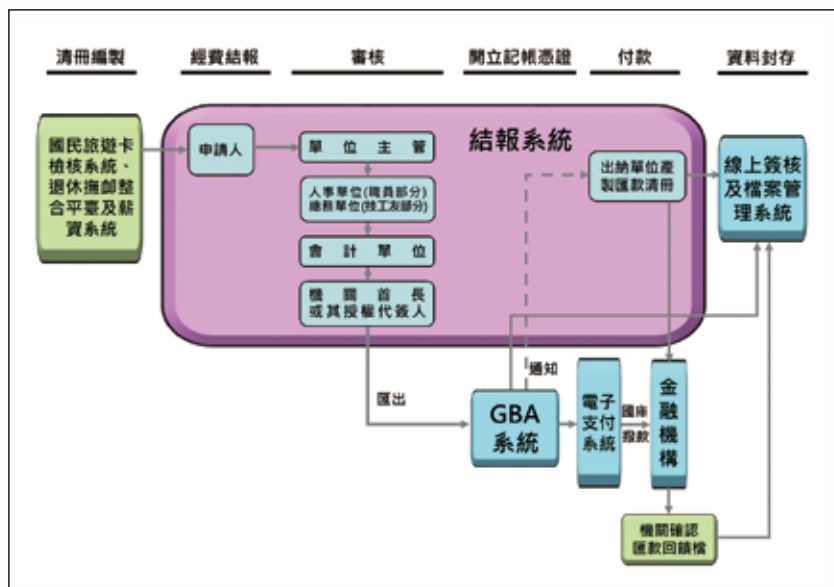 清冊編製
經費結報
審核
開立記帳憑證
付款
資料封存
國民旅遊卡
檢核系統、
退休撫卹整
合平臺及薪
資系統
結報系統
申請人
單位主管
人事單位(職員部分)
總務單位(技工友部分)
會計單位
機關首長
或其授權代簽人
出納單位產
製匯款清冊
線上簽核
及檔案管
理系統
匯出
通知
GBA
系統
電子
支付
系統
國庫
撥款
金融機構
機關確認
匯款回饋檔